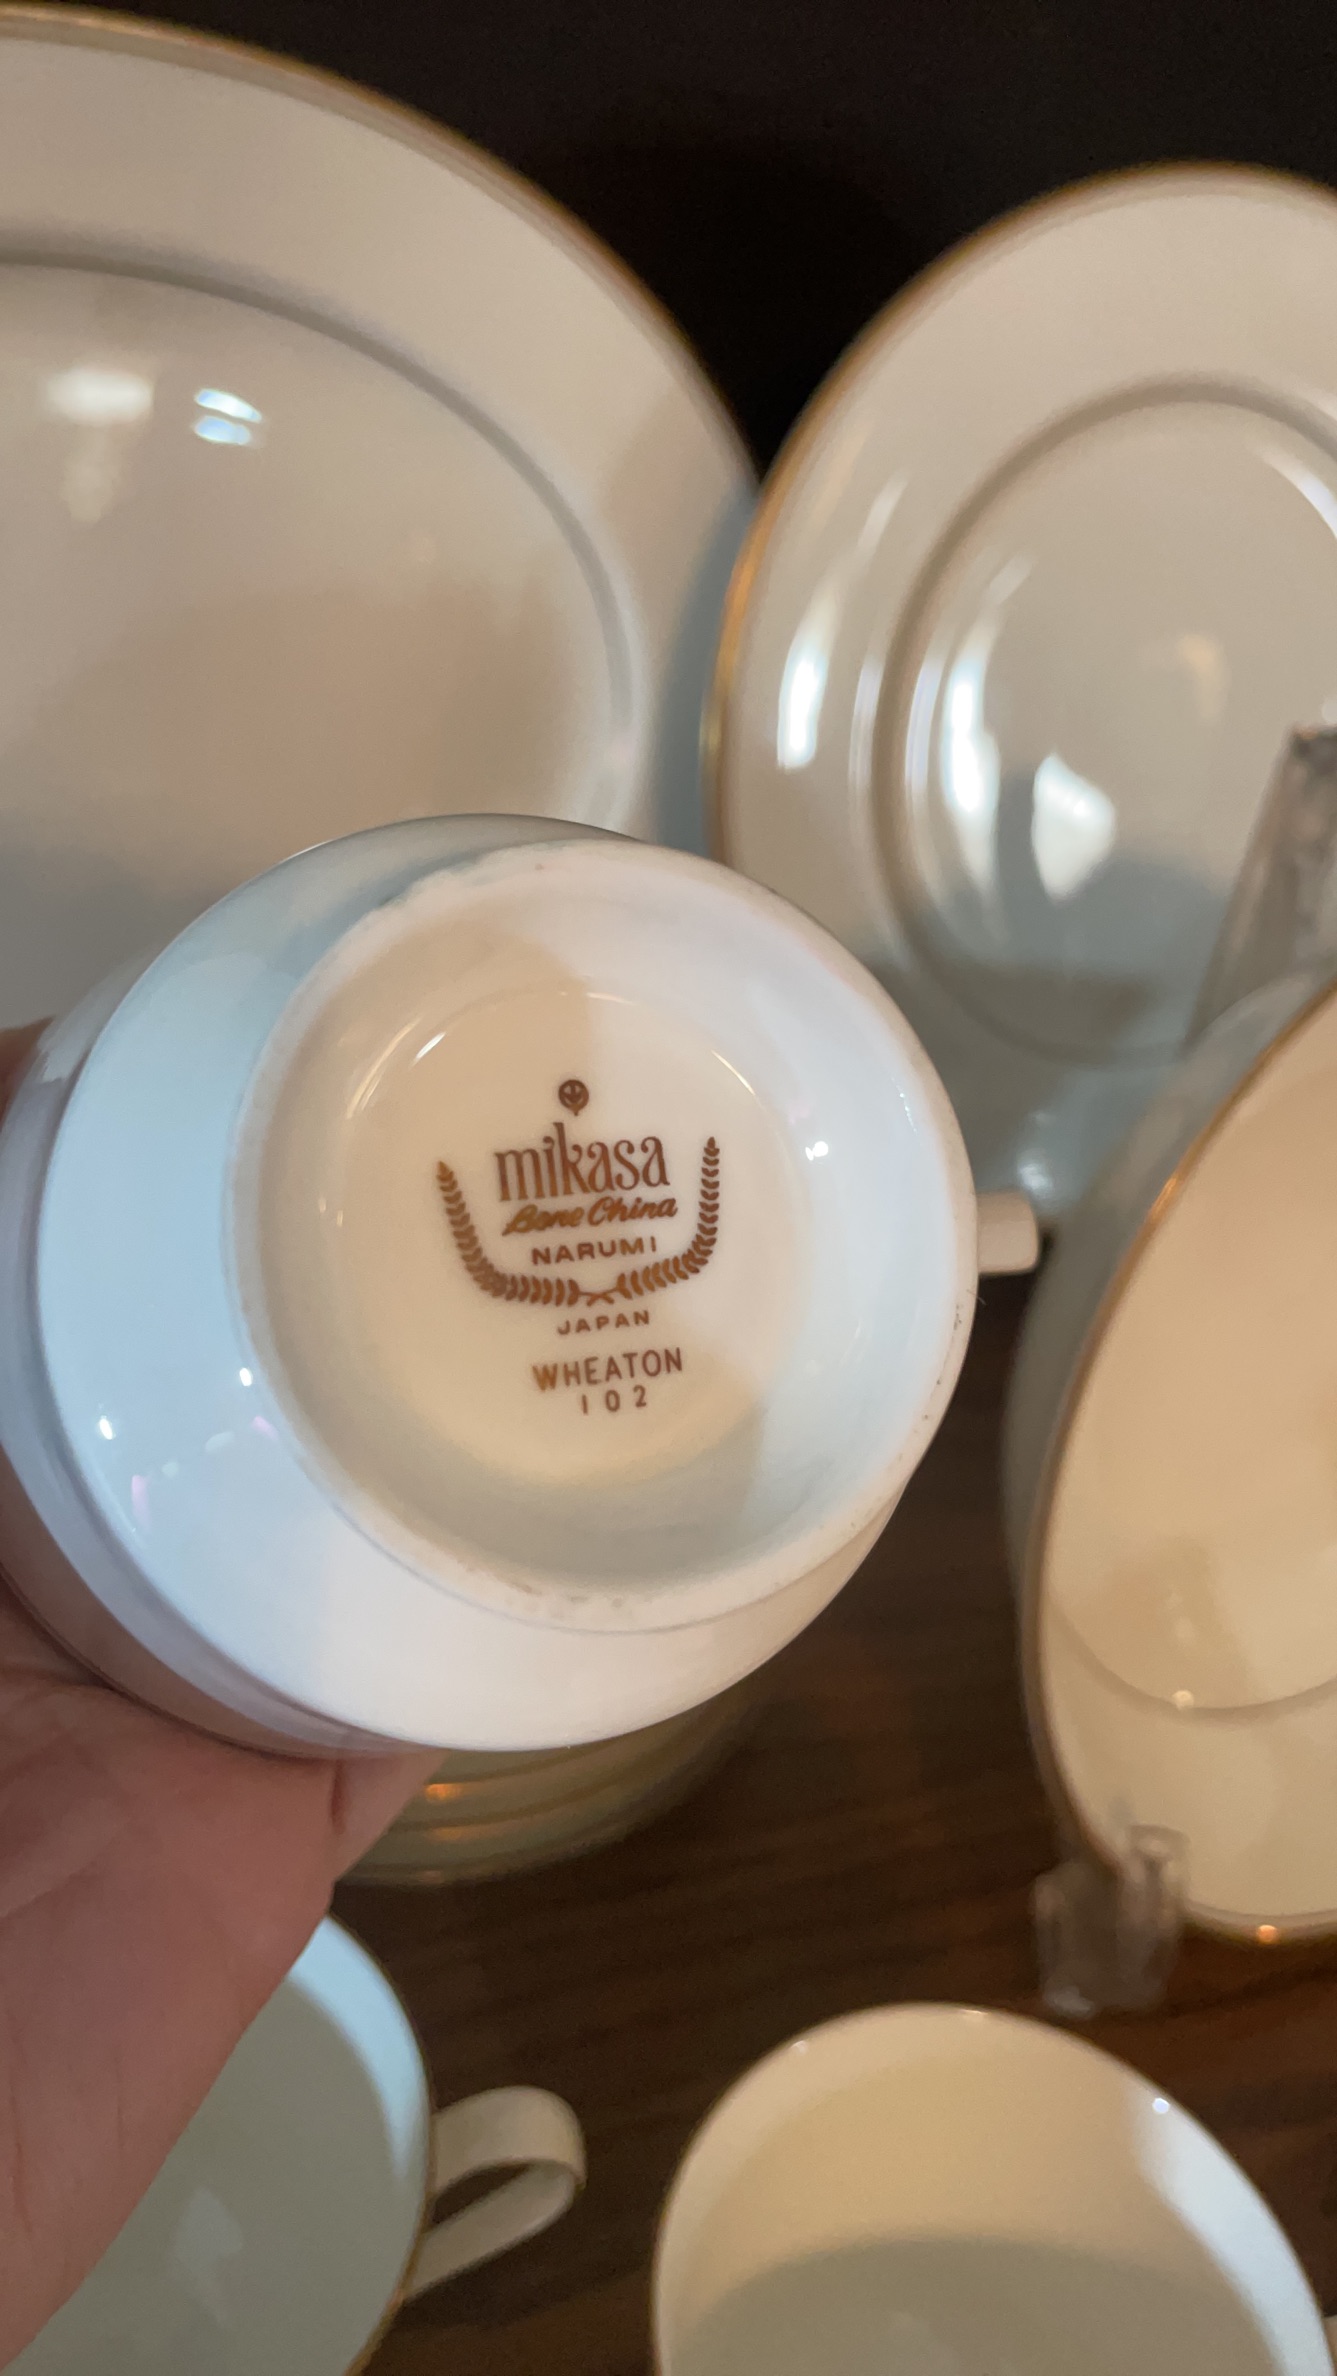 mikasa
Bone China
NARUMI
JAPAN
WHEATON
102